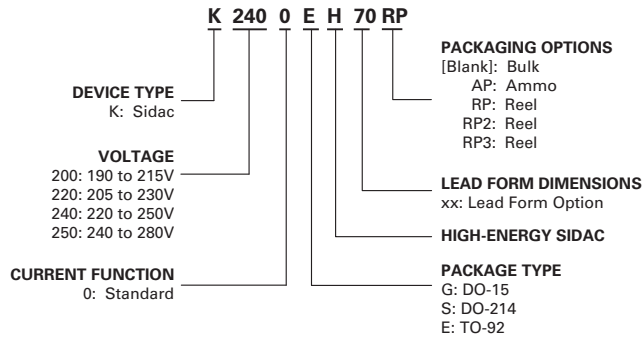 K 240 0 E H 70 RP
DEVICE TYPE
K: Sidac
VOLTAGE
200: 190 to 215V
220: 205 to 230V
240: 220 to 250V
250: 240 to 280V
CURRENT FUNCTION
0: Standard
PACKAGING OPTIONS
[Blank]: Bulk
AP: Ammo
RP: Reel
RP2: Reel
RP3: Reel
LEAD FORM DIMENSIONS
xx: Lead Form Option
HIGH-ENERGY SIDAC
PACKAGE TYPE
G: DO-15
S: DO-214
E: TO-92